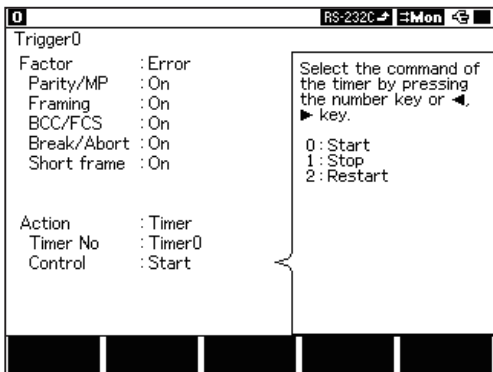 0 RS-232C ⇄Mon
Trigger0
Factor : Error
Parity/MP : On
Framing : On
BCC/FCS : On
Break/Abort : On
Short frame : On
Action : Timer
Timer No : Timer0
Control : Start
Select the command of
the timer by pressing
the number key or ◄,
► key.
0 : Start
1 : Stop
2 : Restart